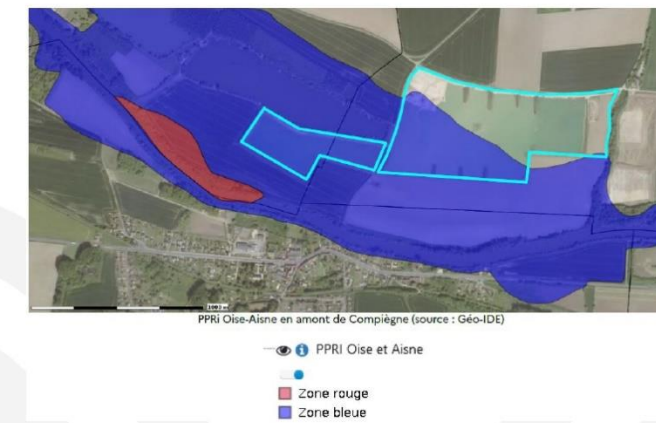 PPRi Oise-Aisne en amont de Compiègne (source : Géo-IDE)
PPRI Oise et Aisne
Zone rouge
Zone bleue